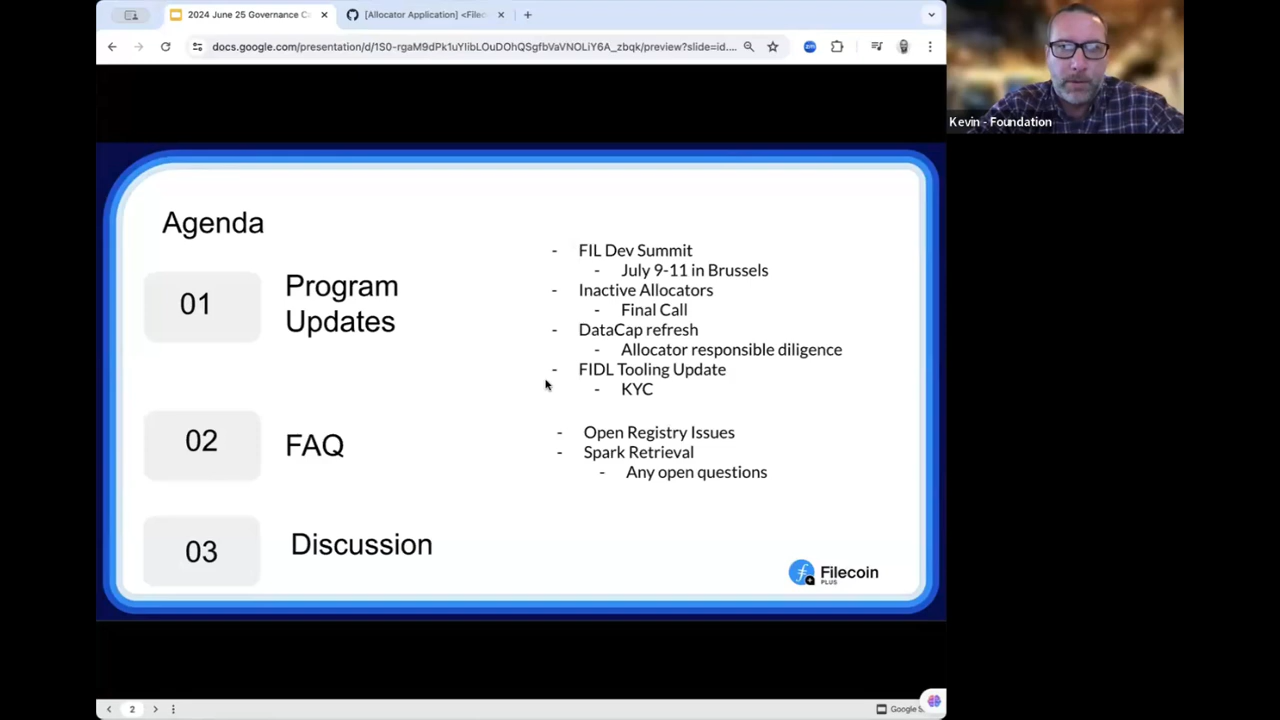 2024 June 25 Governance C
[Allocator Application] <Filec
docs.google.com/presentation/d/1S0-rgaM9dPk1uYIibLOuDOhQSgfbVaVNOLiY6A_zbqk/preview?slide=id....
Kevin - Foundation
Agenda
01
Program
Updates
- FIL Dev Summit
- July 9-11 in Brussels
- Inactive Allocators
- Final Call
- DataCap refresh
- Allocator responsible diligence
- FIDL Tooling Update
- KYC
02
FAQ
- Open Registry Issues
- Spark Retrieval
- Any open questions
03
Discussion
Filecoin
PLUS
2
Google S